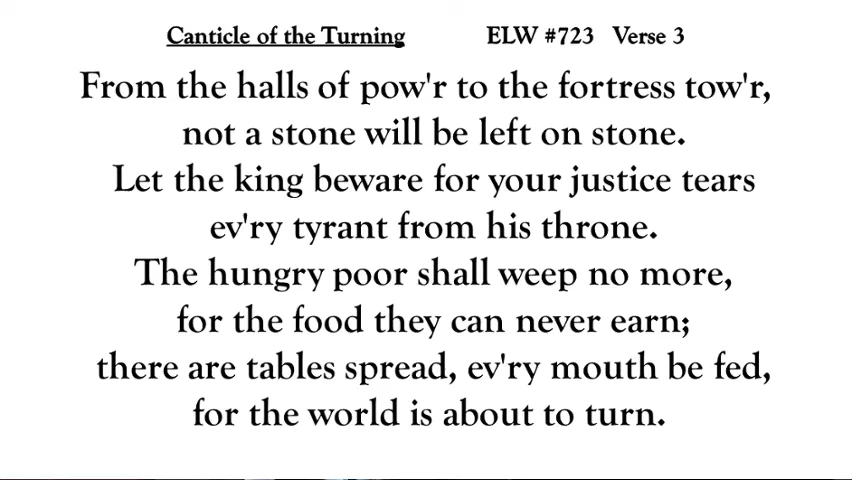 Canticle of the Turning ELW #723 Verse 3
From the halls of pow'r to the fortress tow'r,
not a stone will be left on stone.
Let the king beware for your justice tears
ev'ry tyrant from his throne.
The hungry poor shall weep no more,
for the food they can never earn;
there are tables spread, ev'ry mouth be fed,
for the world is about to turn.